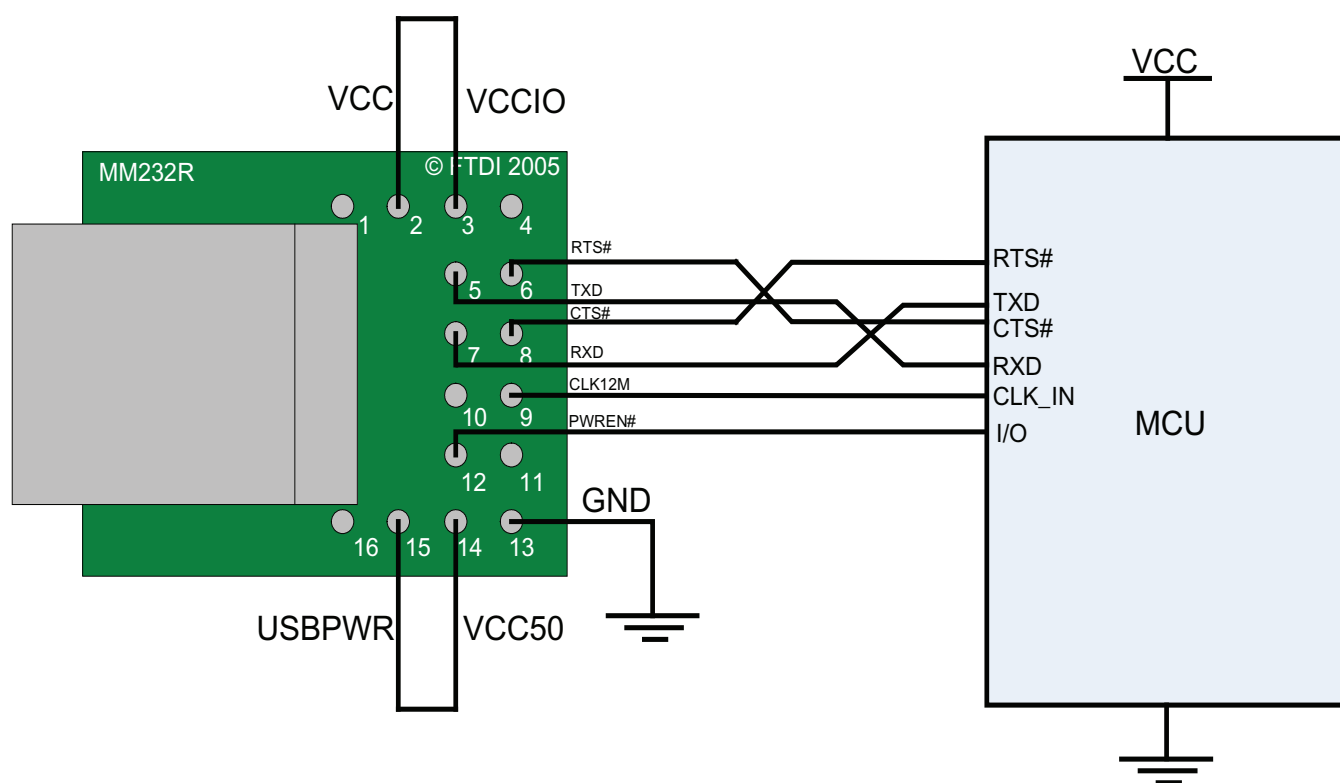 VCC
VCC VCCIO
MM232R © FTDI 2005
1 2 3 4
RTS#
RTS#
5 6
TXD
TXD
CTS#
CTS#
7 8
RXD
RXD
CLK12M
CLK_IN
10 9
PWREN#
I/O
MCU
12 11
GND
16 15 14 13
USBPWR VCC50